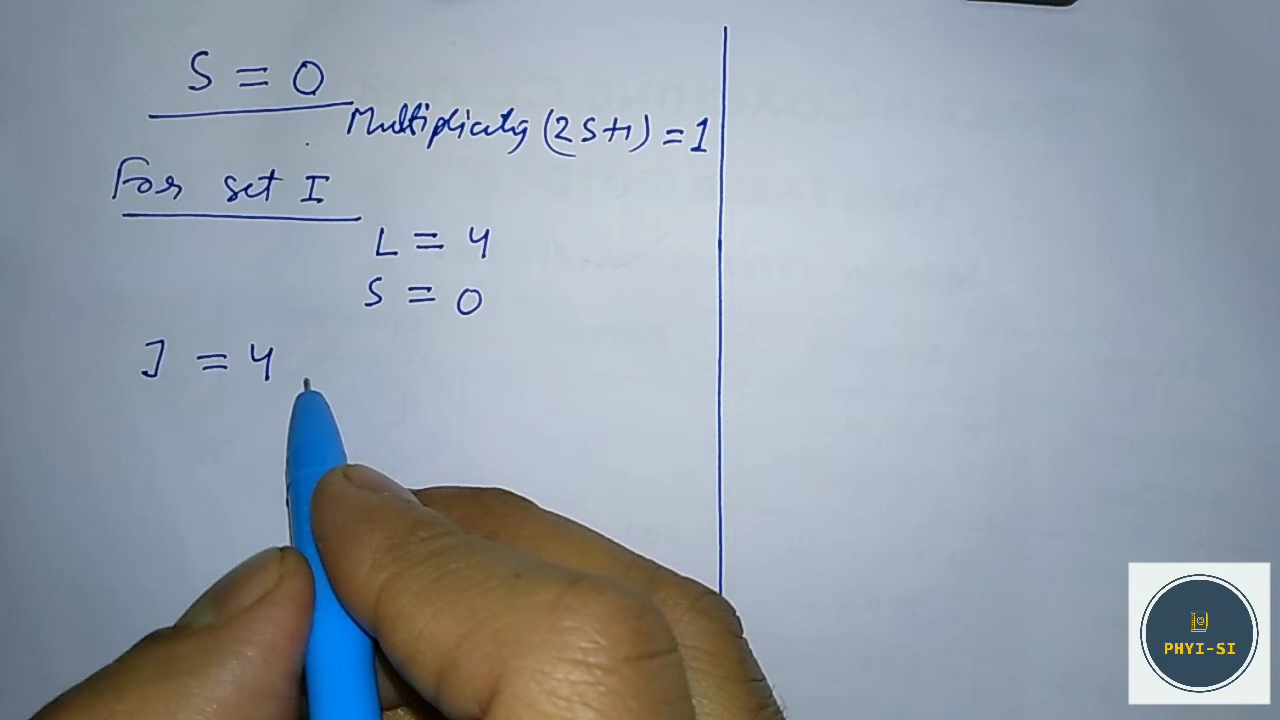 S = 0
Multiplicity (2S+1) = 1
For set I
L = 4
S = 0
J = 4
PHYI-SI